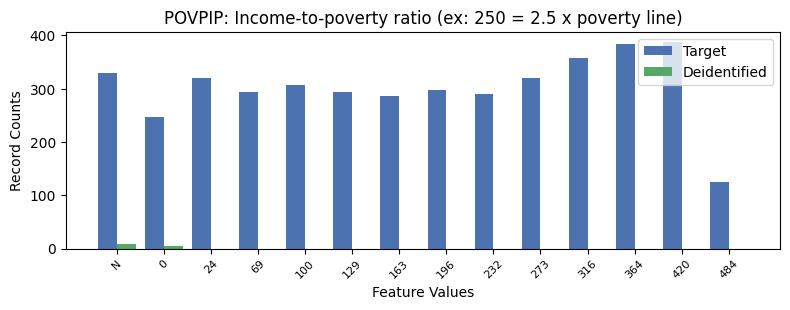 POVPIP: Income-to-poverty ratio (ex: 250 = 2.5 x poverty line)
Target
Deidentified
Record Counts
400
300
200
100
0
N 0 24 69 100 129 163 196 232 273 316 364 420 484
Feature Values